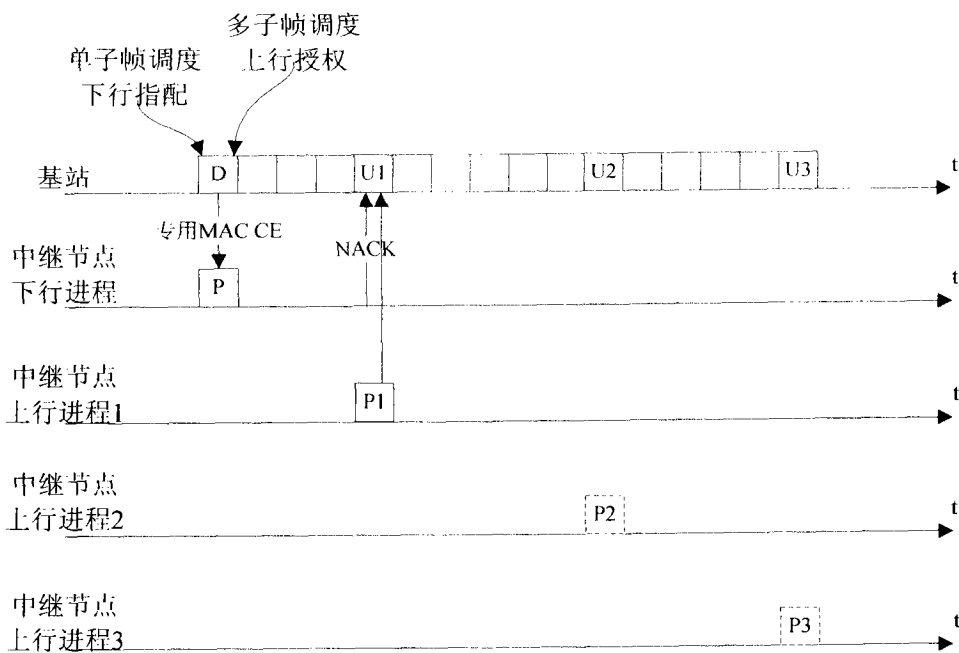 多子帧调度
上行授权
单子帧调度
下行指配
基站
D
U1
U2
U3
t
专用MAC CE
NACK
中继节点
下行进程
P
t
中继节点
上行进程1
P1
t
中继节点
上行进程2
P2
t
中继节点
上行进程3
P3
t